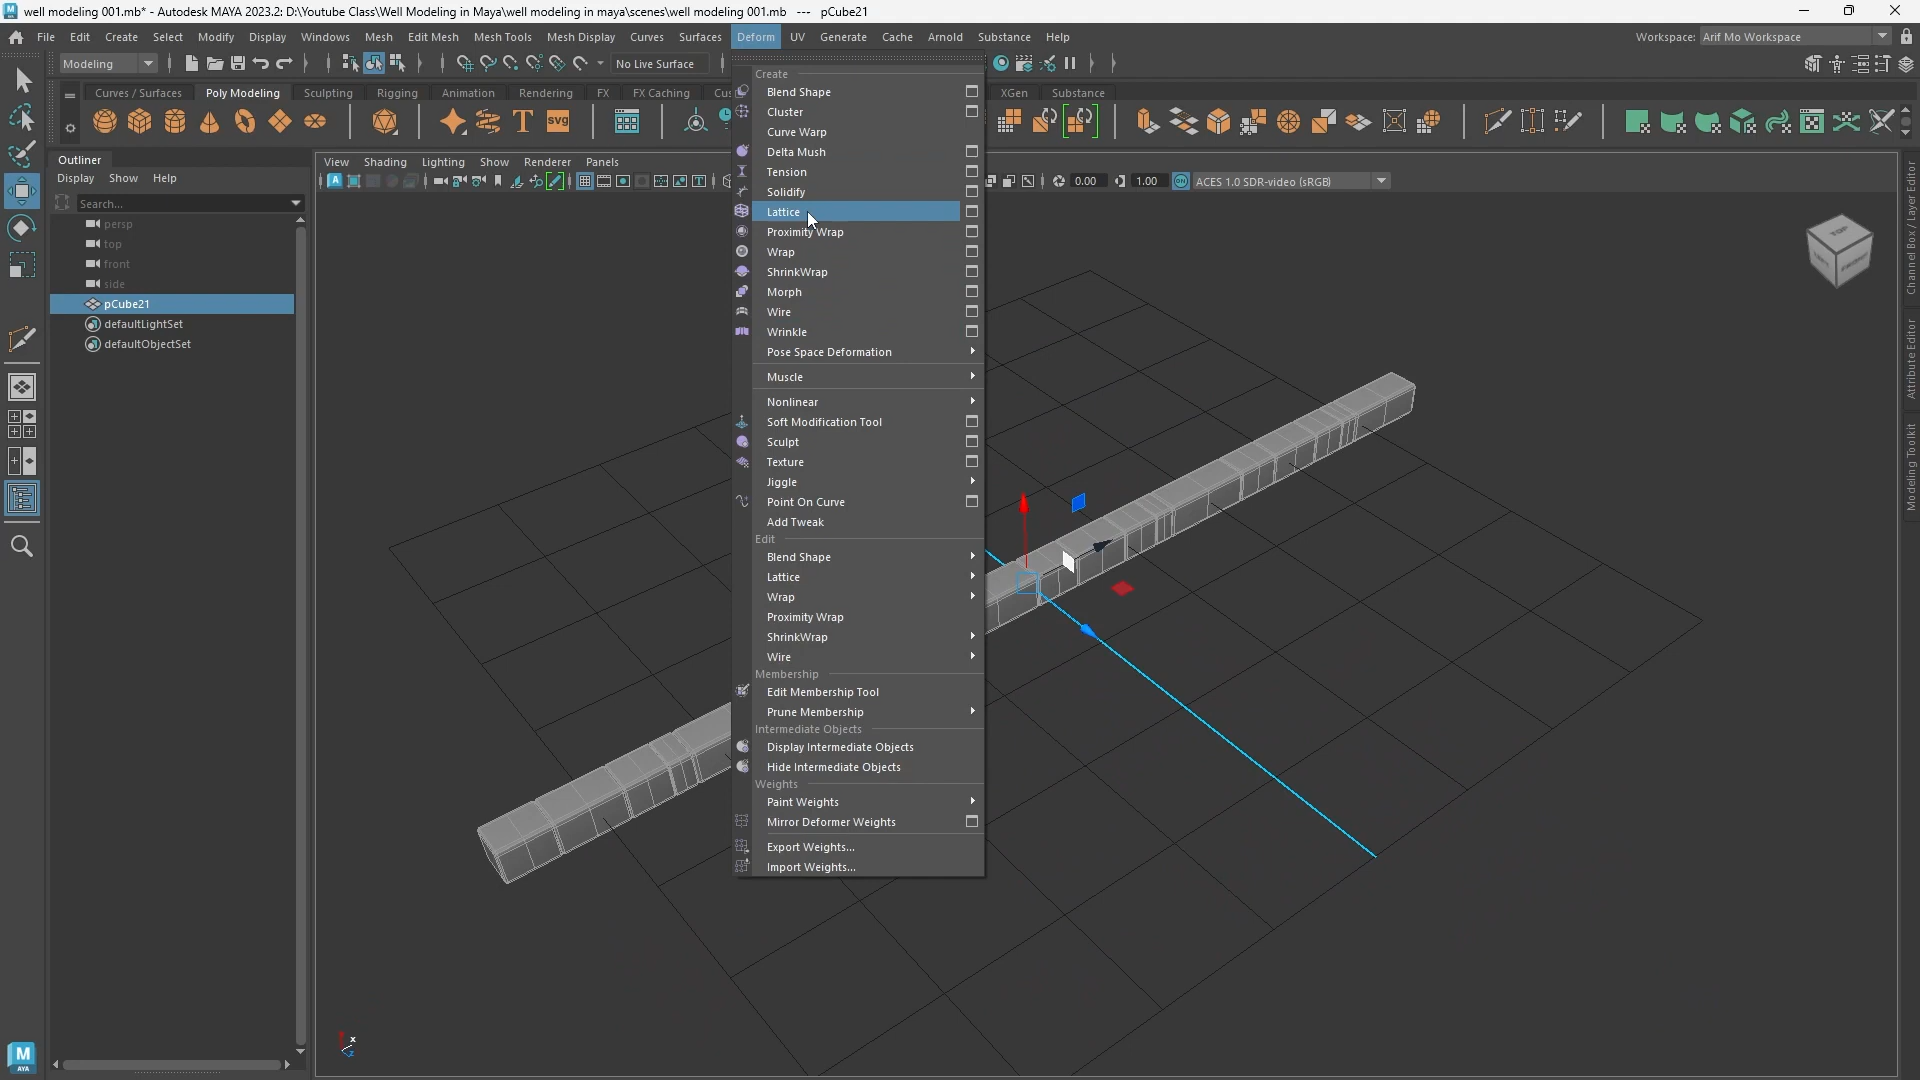 well modeling 001.mb* - Autodesk MAYA 2023.2: D:\Youtube Class\Well Modeling in Maya\well modeling in maya\scenes\well modeling 001.mb --- pCube21
File Edit Create Select Modify Display Windows Mesh Edit Mesh Mesh Tools Mesh Display Curves Surfaces Deform UV Generate Cache Arnold Substance Help
Workspace: Arif Mo Workspace
Modeling
No Live Surface
Curves / Surfaces Poly Modeling Sculpting Rigging Animation Rendering FX FX Caching XGen Substance
SVG
Outliner
Display Show Help
Search...
persp
top
front
side
pCube21
defaultLightSet
defaultObjectSet
View Shading Lighting Show Renderer Panels
0.00 1.00 ON ACES 1.0 SDR-video (sRGB)
Create
Blend Shape
Cluster
Curve Warp
Delta Mush
Tension
Solidify
Lattice
Proximity Wrap
Wrap
ShrinkWrap
Morph
Wire
Wrinkle
Pose Space Deformation
Muscle
Nonlinear
Soft Modification Tool
Sculpt
Texture
Jiggle
Point On Curve
Add Tweak
Edit
Blend Shape
Lattice
Wrap
Proximity Wrap
ShrinkWrap
Wire
Membership
Edit Membership Tool
Prune Membership
Intermediate Objects
Display Intermediate Objects
Hide Intermediate Objects
Weights
Paint Weights
Mirror Deformer Weights
Export Weights...
Import Weights...
TOP
LEFT
FRONT
Channel Box / Layer Editor
Attribute Editor
Modeling Toolkit
x
z
M
AYA